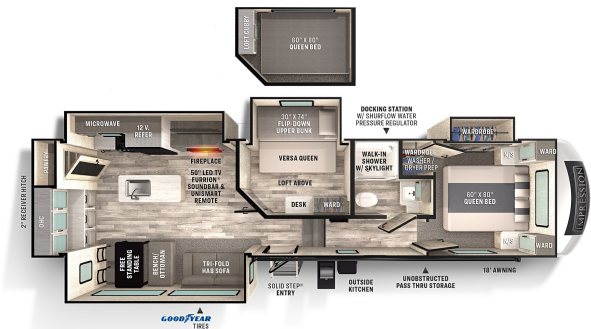 LOFT CUBBY
60" X 80"
QUEEN BED
MICROWAVE
12 V.
REFER
PANTRY
2" RECEIVER HITCH
OHC
FIREPLACE
50" LED TV
FURRION®
SOUNDBAR &
UNISMART
REMOTE
30" X 74"
FLIP-DOWN
UPPER BUNK
VERSA QUEEN
LOFT ABOVE
DESK
WARD
DOCKING STATION
W/ SHURFLOW WATER
PRESSURE REGULATOR
WALK-IN
SHOWER
W/ SKYLIGHT
WARDROBE
WARDROBE
WASHER/
DRYER PREP
N/S
WARD
60" X 80"
QUEEN BED
N/S
WARD
IMPRESSION
FREE
STANDING
TABLE
BENCH/
OTTOMAN
TRI-FOLD
HAB SOFA
SOLID STEP®
ENTRY
OUTSIDE
KITCHEN
UNOBSTRUCTED
PASS THRU STORAGE
18' AWNING
GOODYEAR
TIRES